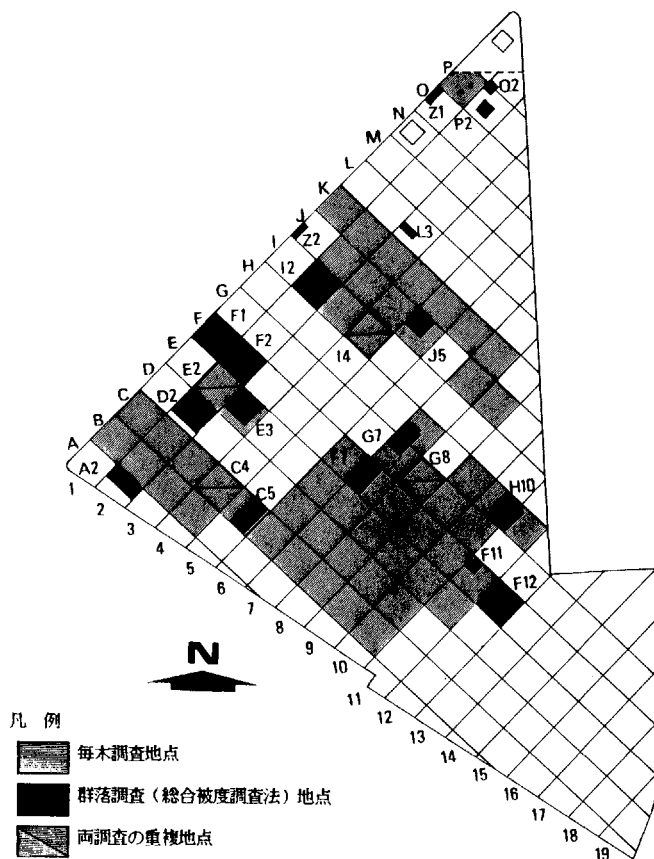 P
O
O2
Z1
N
P2
M
L
K
J
L3
Z2
I
I2
H
G
F
F1
I4
J5
E
F2
D
E2
C
D2
E3
B
G7
A
A2
C4
G8
1
C5
H10
2
3
F11
4
F12
5
6
7
8
9
10
11
12
13
14
15
16
17
18
19
N
凡 例
毎木調査地点
群落調査(総合被度調査法)地点
両調査の重複地点